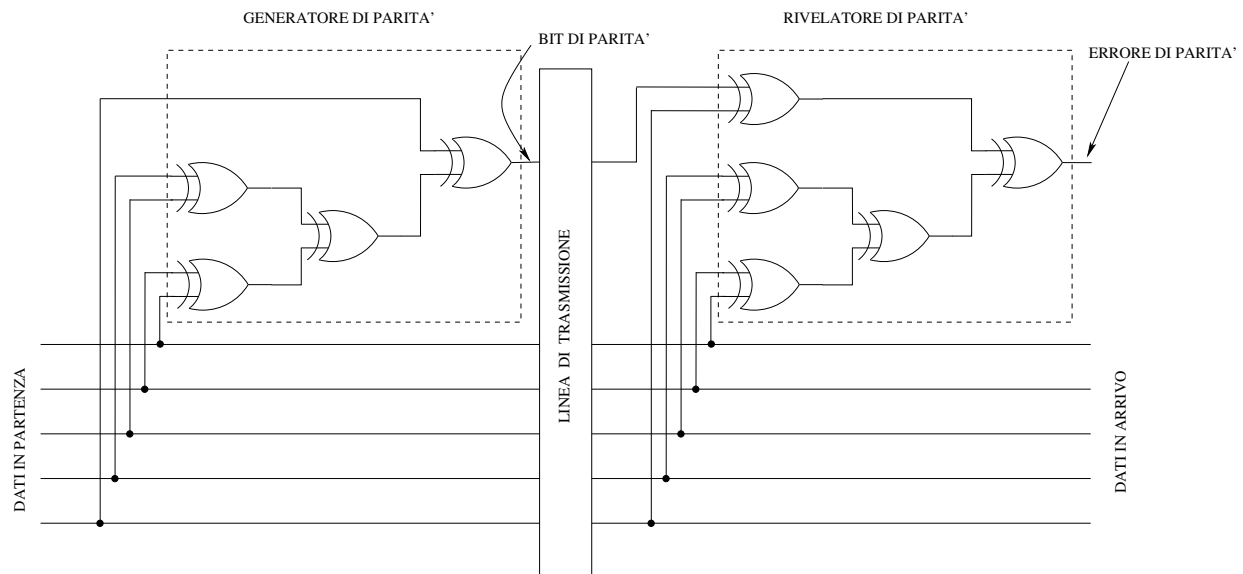 GENERATORE DI PARITA'
RIVELATORE DI PARITA'
BIT DI PARITA'
ERRORE DI PARITA'
LINEA DI TRASMISSIONE
DATI IN PARTENZA
DATI IN ARRIVO